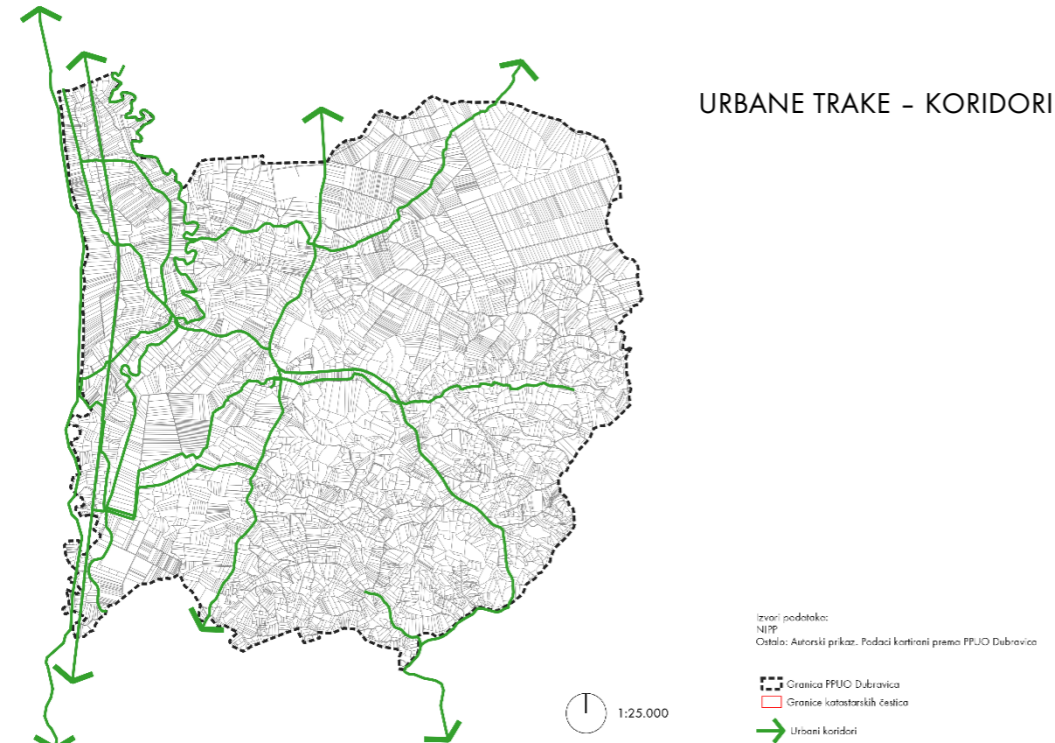 URBANE TRAKE – KORIDORI
Izvori podataka:
NIPP
Ostalo: Autorski prikaz. Podaci kartirani prema PPUO Dubravica
Granica PPUO Dubravica
Granice katastarskih čestica
1:25.000
Urbani koridori